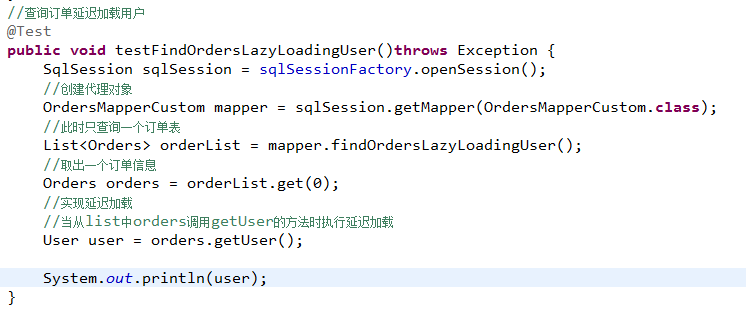 //查询订单延迟加载用户
@Test
public void testFindOrdersLazyLoadingUser()throws Exception {
    SqlSession sqlSession = sqlSessionFactory.openSession();
    //创建代理对象
    OrdersMapperCustom mapper = sqlSession.getMapper(OrdersMapperCustom.class);
    //此时只查询一个订单表
    List<Orders> orderList = mapper.findOrdersLazyLoadingUser();
    //取出一个订单信息
    Orders orders = orderList.get(0);
    //实现延迟加载
    //当从list中orders调用getUser的方法时执行延迟加载
    User user = orders.getUser();
    System.out.println(user);
}